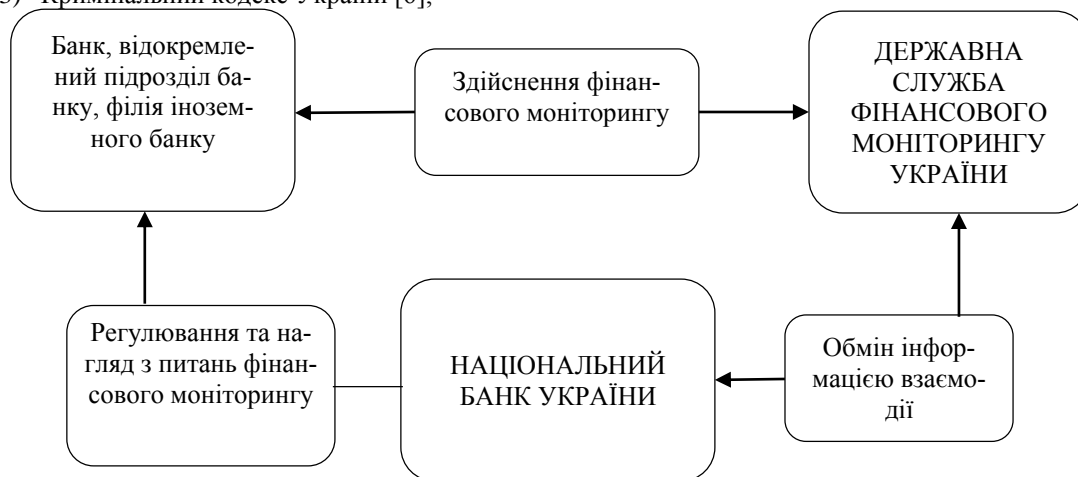 Кримінальний кодекс України [6];
Банк, відокремле-
ний підрозділ ба-
нку, філія інозем-
ного банку
Здійснення фінан-
сового моніторингу
ДЕРЖАВНА
СЛУЖБА
ФІНАНСОВОГО
МОНІТОРИНГУ
УКРАЇНИ
Регулювання та на-
гляд з питань фінан-
сового моніторингу
НАЦІОНАЛЬНИЙ
БАНК УКРАЇНИ
Обмін інфор-
мацією взаємо-
дії